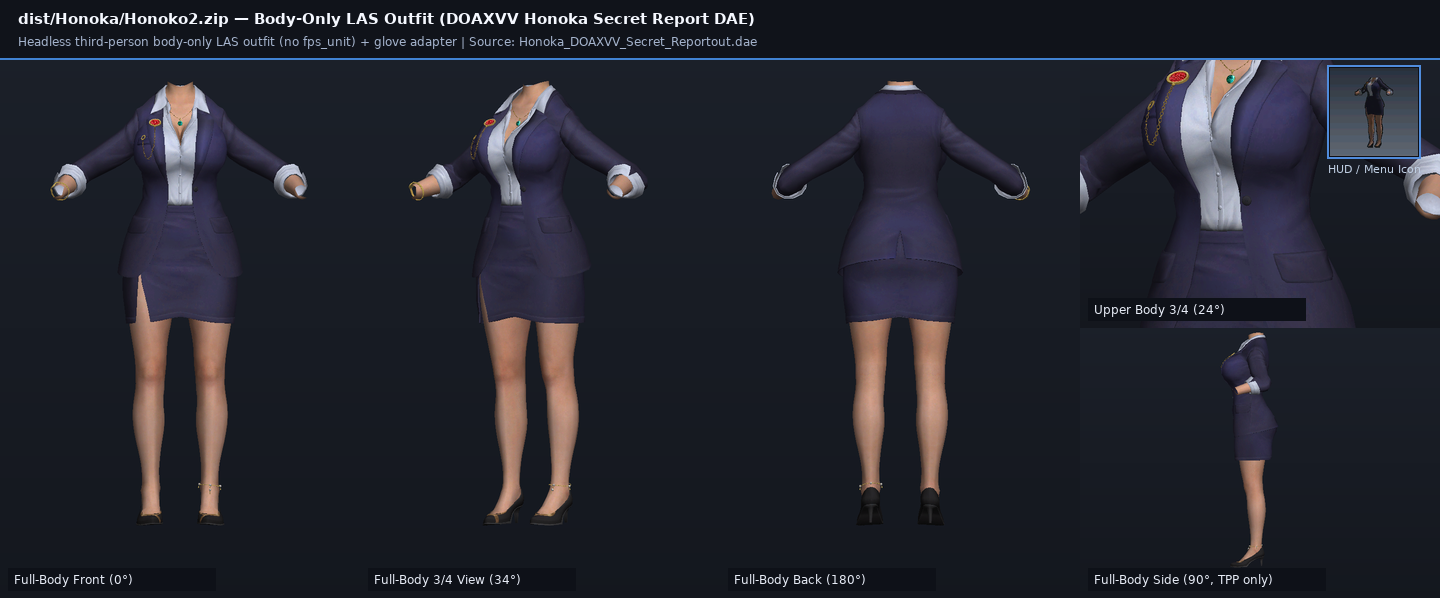 dist/Honoka/Honoko2.zip — Body-Only LAS Outfit (DOAXVV Honoka Secret Report DAE)
Headless third-person body-only LAS outfit (no fps_unit) + glove adapter | Source: Honoka_DOAXVV_Secret_Reportout.dae
HUD / Menu Icon
Upper Body 3/4 (24°)
Full-Body Front (0°)
Full-Body 3/4 View (34°)
Full-Body Back (180°)
Full-Body Side (90°, TPP only)